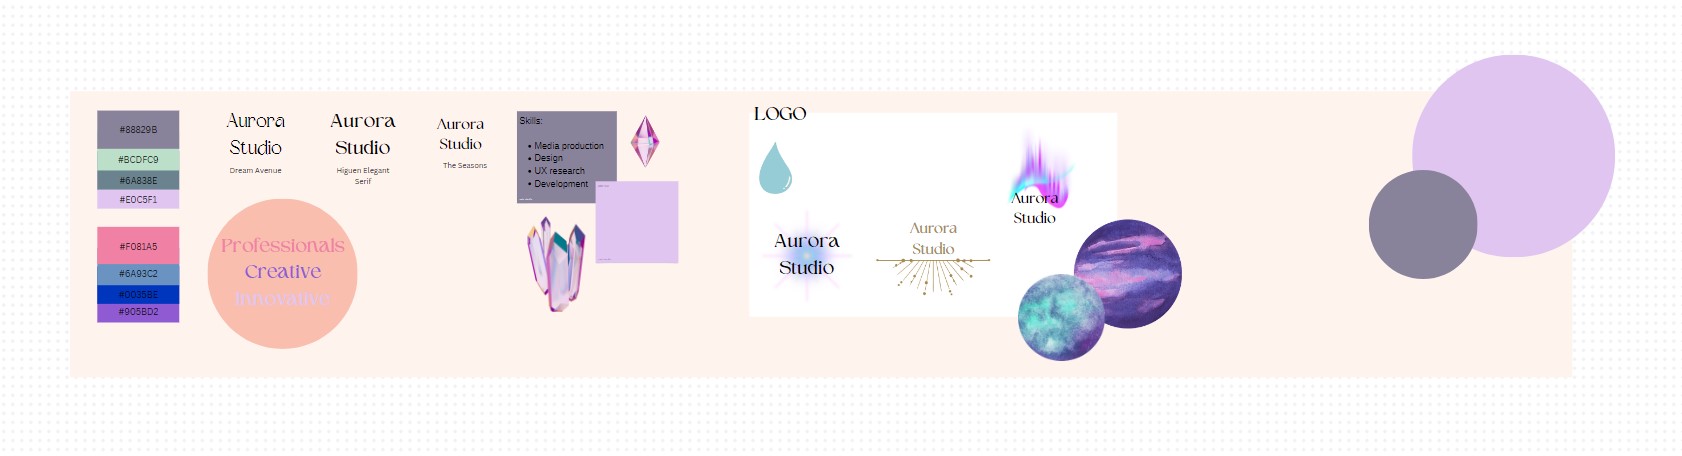 #88829B
#BCDFC9
#6A838E
#E0C5F1
#F081A5
#6A93C2
#0035BE
#905BD2
Aurora
Studio
Dream Avenue
Aurora
Studio
Higuen Elegant
Serif
Aurora
Studio
The Seasons
Professionals
Creative
Innovative
Skills:
• Media production
• Design
• UX research
• Development
LOGO
Aurora
Studio
Aurora
Studio
Aurora
Studio